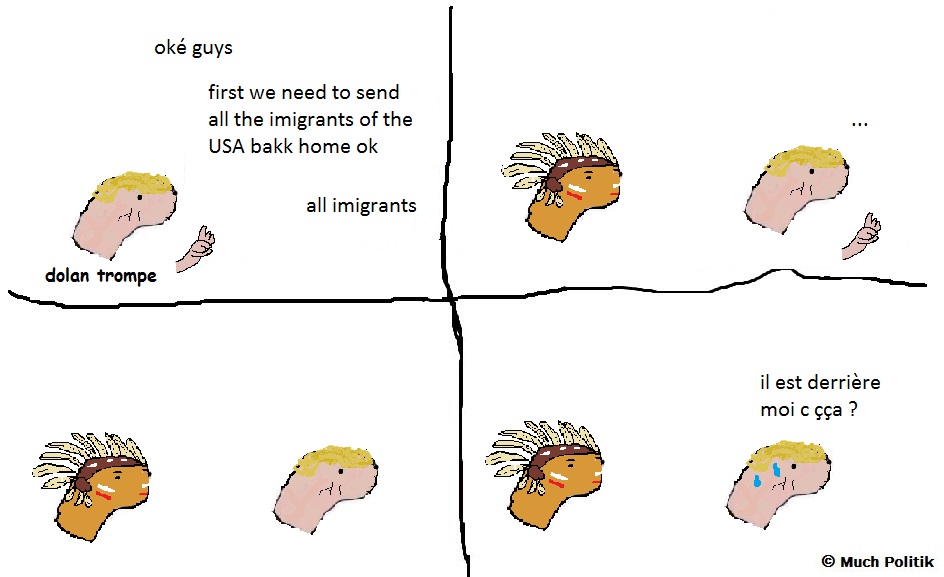 oké guys
first we need to send
all the imigrants of the
USA bakk home ok
all imigrants
dolan trompe
...
il est derrière
moi c çça ?
© Much Politik